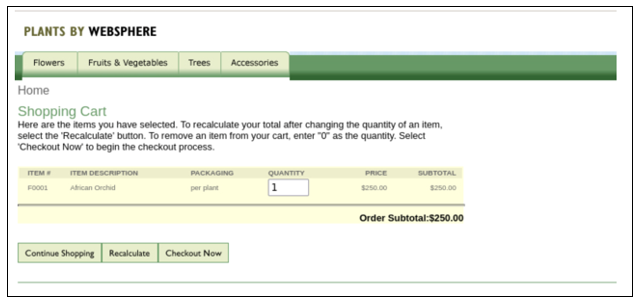 PLANTS BY WEBSPHERE
Flowers Fruits & Vegetables Trees Accessories
Home
Shopping Cart
Here are the items you have selected. To recalculate your total after changing the quantity of an item,
select the 'Recalculate' button. To remove an item from your cart, enter "0" as the quantity. Select
'Checkout Now' to begin the checkout process.
ITEM # ITEM DESCRIPTION PACKAGING QUANTITY PRICE SUBTOTAL
F0001 African Orchid per plant 1 $250.00 $250.00
Order Subtotal:$250.00
Continue Shopping Recalculate Checkout Now